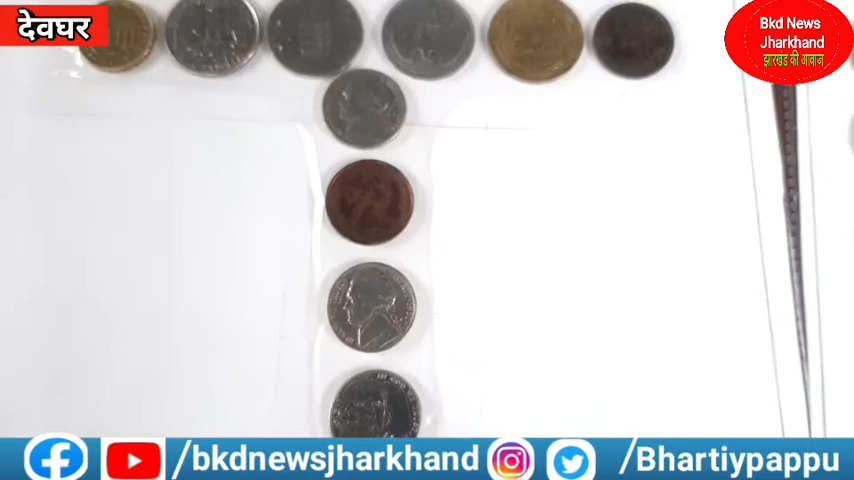 देवघर
Bkd News
Jharkhand
झारखंड की आवाज
/bkdnewsjharkhand
/Bhartiypappu